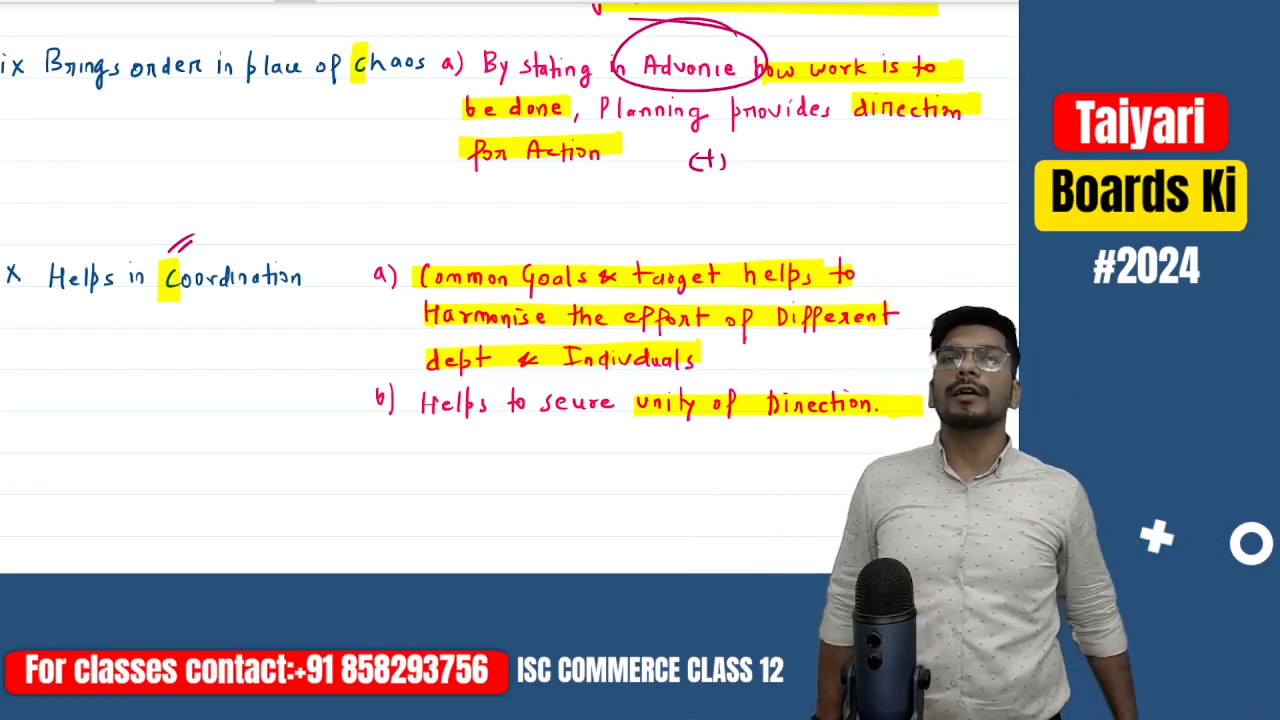 ix Brings order in place of chaos a) By stating in Advance how work is to
be done, Planning provides direction
for Action
(+)
x Helps in Coordination a) Common Goals & target helps to
Harmonise the effort of Different
dept & Indivduals
b) Helps to seure unity of Direction.
Taiyari
Boards Ki
#2024
For classes contact:+91 858293756
ISC COMMERCE CLASS 12